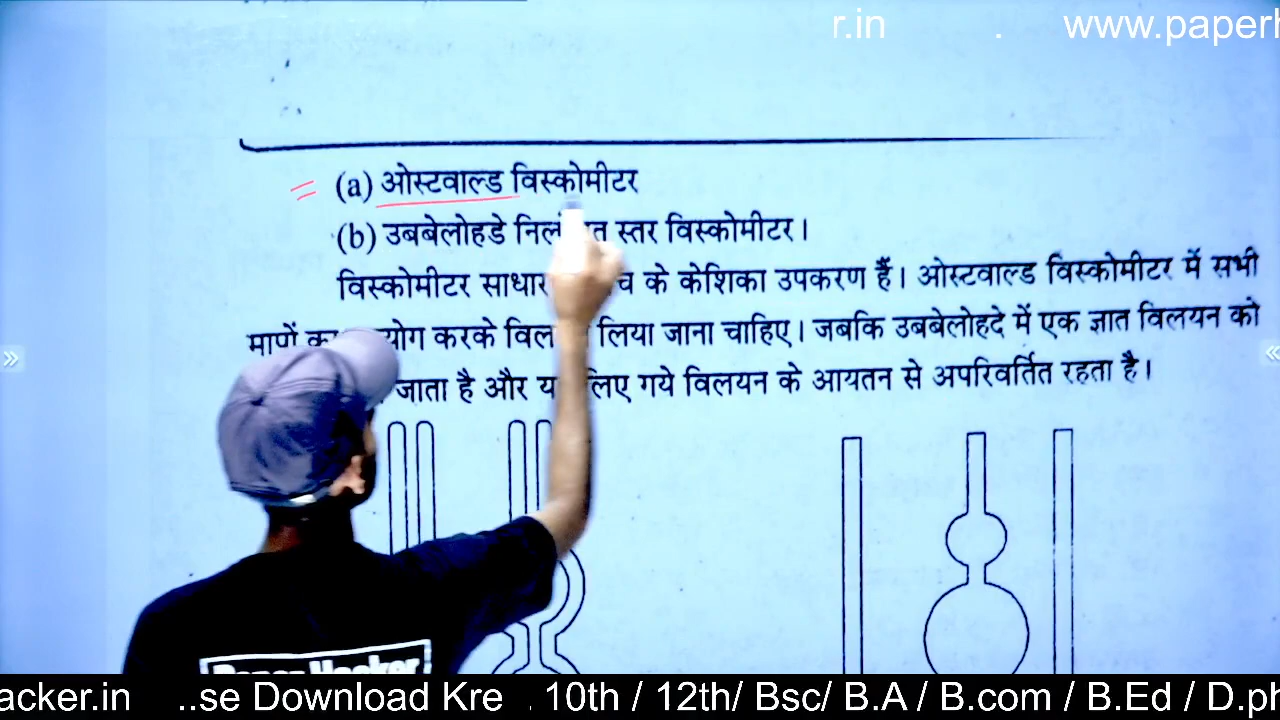 r.in . www.paperh
(a) ओस्टवाल्ड विस्कोमीटर
(b) उबबेलोहडे स्तर विस्कोमीटर।
विस्कोमीटर के केशिका उपकरण हैं। ओस्टवाल्ड विस्कोमीटर में सभी
करके लिया जाना चाहिए। जबकि उबबेलोहदे में एक ज्ञात विलयन को
जाता है और लिए गये विलयन के आयतन से अपरिवर्तित रहता है।
Paper Hacker
acker.in ..se Download Kre . 10th / 12th/ Bsc/ B.A / B.com / B.Ed / D.ph